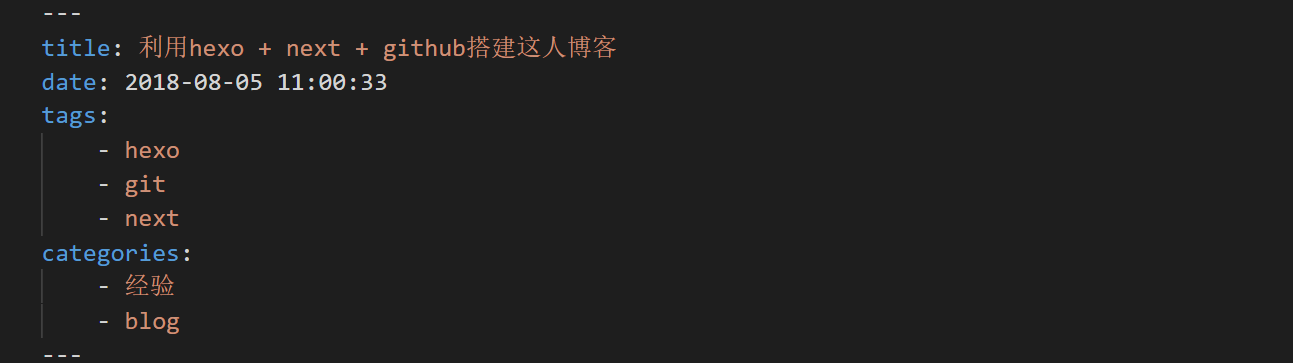 ---
title: 利用hexo + next + github搭建这人博客
date: 2018-08-05 11:00:33
tags:
    - hexo
    - git
    - next
categories:
    - 经验
    - blog
---